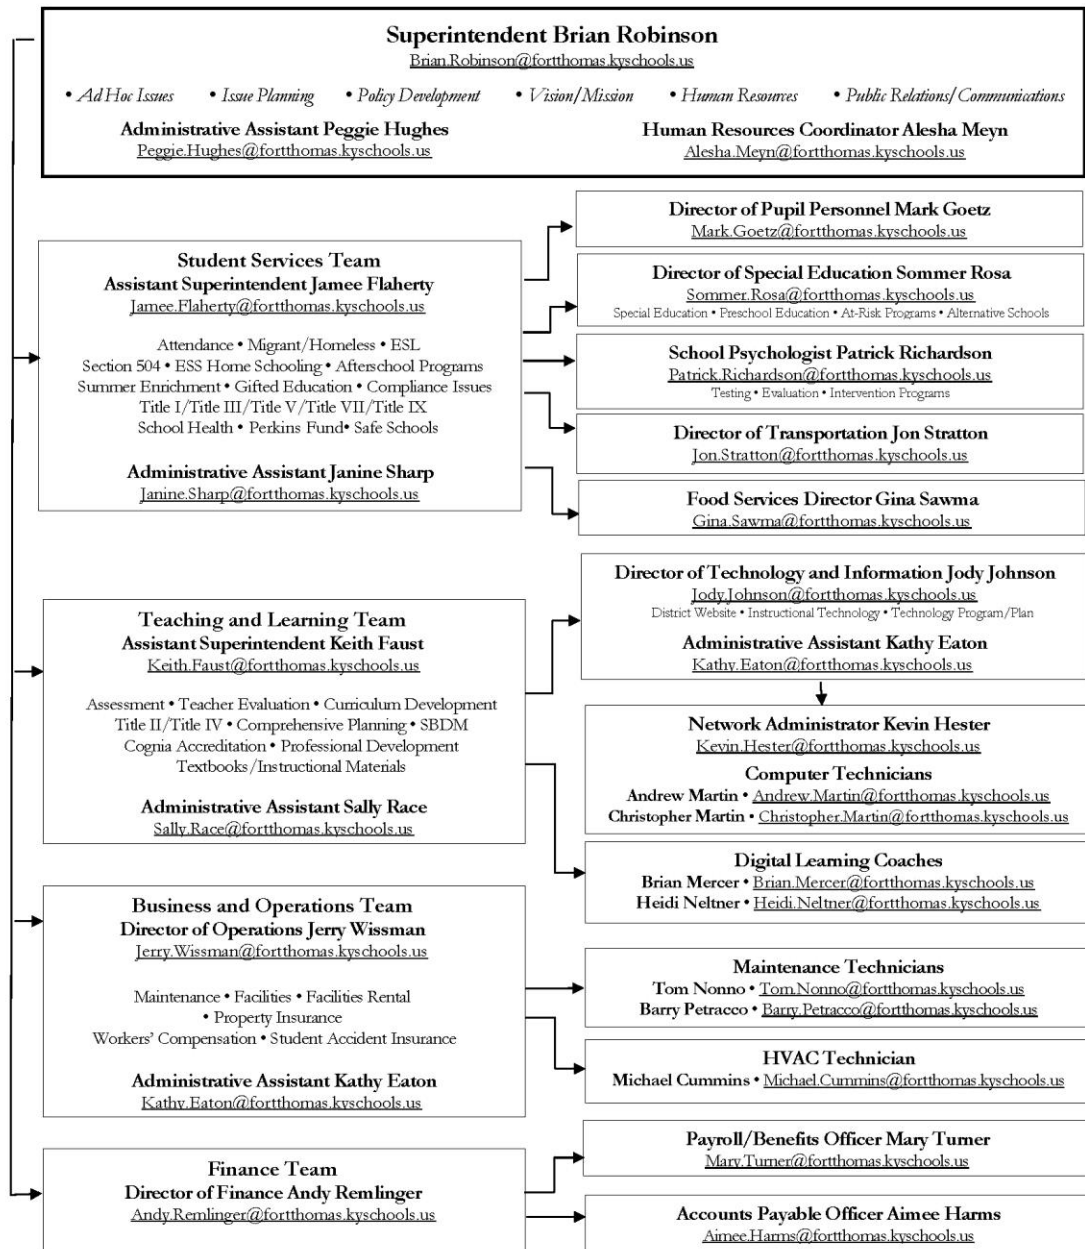 Superintendent Brian Robinson
Brian.Robinson@fortthomas.kyschools.us
• Ad Hoc Issues • Issue Planning • Policy Development • Vision/Mission • Human Resources • Public Relations/Communications
Administrative Assistant Peggie Hughes
Peggie.Hughes@fortthomas.kyschools.us
Human Resources Coordinator Alesha Meyn
Alesha.Meyn@fortthomas.kyschools.us
Student Services Team
Assistant Superintendent Jamee Flaherty
Jamee.Flaherty@fortthomas.kyschools.us
Attendance • Migrant/Homeless • ESL
Section 504 • ESS Home Schooling • Afterschool Programs
Summer Enrichment • Gifted Education • Compliance Issues
Title I/Title III/Title V/Title VII/Title IX
School Health • Perkins Fund• Safe Schools
Administrative Assistant Janine Sharp
Janine.Sharp@fortthomas.kyschools.us
Director of Pupil Personnel Mark Goetz
Mark.Goetz@fortthomas.kyschools.us
Director of Special Education Sommer Rosa
Sommer.Rosa@fortthomas.kyschools.us
Special Education • Preschool Education • At-Risk Programs • Alternative Schools
School Psychologist Patrick Richardson
Patrick.Richardson@fortthomas.kyschools.us
Testing • Evaluation • Intervention Programs
Director of Transportation Jon Stratton
Jon.Stratton@fortthomas.kyschools.us
Food Services Director Gina Sawma
Gina.Sawma@fortthomas.kyschools.us
Teaching and Learning Team
Assistant Superintendent Keith Faust
Keith.Faust@fortthomas.kyschools.us
Assessment • Teacher Evaluation • Curriculum Development
Title II/Title IV • Comprehensive Planning • SBDM
Cognia Accreditation • Professional Development
Textbooks/Instructional Materials
Administrative Assistant Sally Race
Sally.Race@fortthomas.kyschools.us
Director of Technology and Information Jody Johnson
Jody.Johnson@fortthomas.kyschools.us
District Website • Instructional Technology • Technology Program/Plan
Administrative Assistant Kathy Eaton
Kathy.Eaton@fortthomas.kyschools.us
Network Administrator Kevin Hester
Kevin.Hester@fortthomas.kyschools.us
Computer Technicians
Andrew Martin • Andrew.Martin@fortthomas.kyschools.us
Christopher Martin • Christopher.Martin@fortthomas.kyschools.us
Digital Learning Coaches
Brian Mercer • Brian.Mercer@fortthomas.kyschools.us
Heidi Neltner • Heidi.Neltner@fortthomas.kyschools.us
Business and Operations Team
Director of Operations Jerry Wissman
Jerry.Wissman@fortthomas.kyschools.us
Maintenance • Facilities • Facilities Rental
• Property Insurance
Workers' Compensation • Student Accident Insurance
Administrative Assistant Kathy Eaton
Kathy.Eaton@fortthomas.kyschools.us
Maintenance Technicians
Tom Nonno • Tom.Nonno@fortthomas.kyschools.us
Barry Petracco • Barry.Petracco@fortthomas.kyschools.us
HVAC Technician
Michael Cummins • Michael.Cummins@fortthomas.kyschools.us
Finance Team
Director of Finance Andy Remlinger
Andy.Remlinger@fortthomas.kyschools.us
Payroll/Benefits Officer Mary Turner
Mary.Turner@fortthomas.kyschools.us
Accounts Payable Officer Aimee Harms
Aimee.Harms@fortthomas.kyschools.us